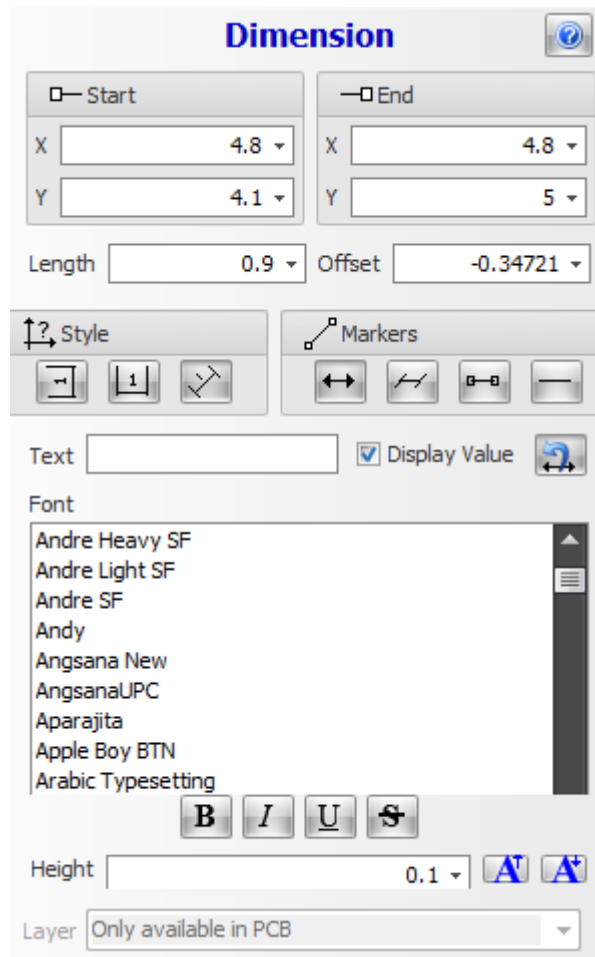 Dimension
Start
End
X 4.8
X 4.8
Y 4.1
Y 5
Length 0.9 Offset -0.34721
Style
Markers
Text
Display Value
Font
Andre Heavy SF
Andre Light SF
Andre SF
Andy
Angsana New
AngsanaUPC
Aparajita
Apple Boy BTN
Arabic Typesetting
B I U S
Height 0.1 A A
Layer Only available in PCB